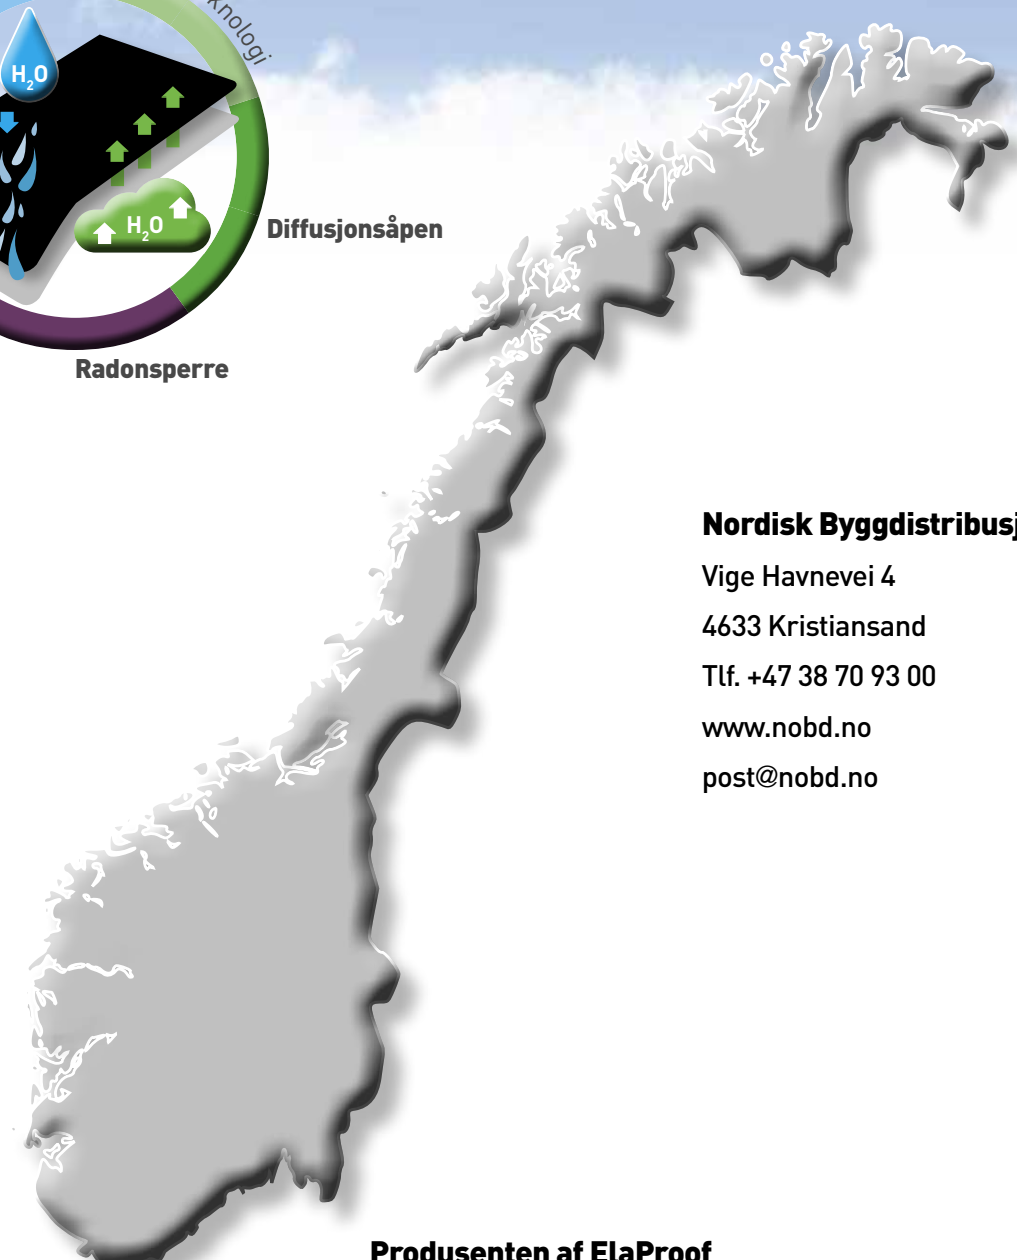 H₂O
H₂O
Diffusjonsåpen
Radonsperre
Nordisk
Vige Havnevei 4
4633 Kristiansand
Tlf. +47 38 70 93 00
www.nobd.no
post@nobd.no
Produsenten af ElaProof